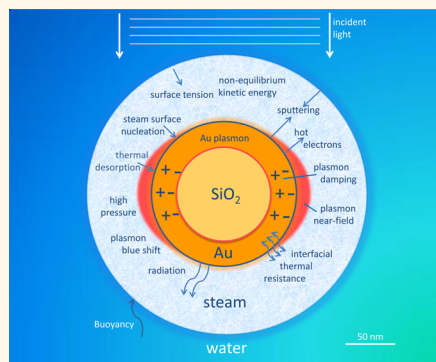 incident
light
surface tension
non-equilibrium
kinetic energy
sputtering
steam surface
nucleation
Au plasmon
hot
electrons
thermal
desorption
+ -
+ -
+ -
SiO₂
+ -
+ -
+ -
plasmon
damping
high
pressure
plasmon
near-field
plasmon
blue shift
Au
radiation
interfacial
thermal
resistance
steam
Buoyancy
50 nm
water